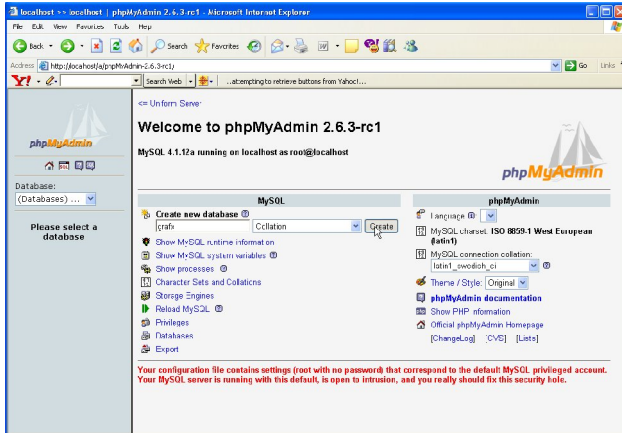 localhost >> localhost | phpMyAdmin 2.6.3-rc1 - Microsoft Internet Explorer
File Edit View Favorites Tools Help
Back Search Favorites
Address http://localhost/a/phpMyAdmin-2.6.3-rc1/ Go Links
Y! Search Web ...attempting to retrieve buttons from Yahoo!...
phpMyAdmin
Database:
(Databases) ...
Please select a
database
<= Uniform Server
Welcome to phpMyAdmin 2.6.3-rc1
MySQL 4.1.12a running on localhost as root@localhost
phpMyAdmin
MySQL
Create new database
grafx Collation Create
Show MySQL runtime information
Show MySQL system variables
Show processes
Character Sets and Collations
Storage Engines
Reload MySQL
Privileges
Databases
Export
phpMyAdmin
Language
MySQL charset: ISO 8859-1 West European
(latin1)
MySQL connection collation:
latin1_swedish_ci
Theme / Style: Original
phpMyAdmin documentation
Show PHP information
Official phpMyAdmin Homepage
[ChangeLog] [CVS] [Lists]
Your configuration file contains settings (root with no password) that correspond to the default MySQL privileged account.
Your MySQL server is running with this default, is open to intrusion, and you really should fix this security hole.